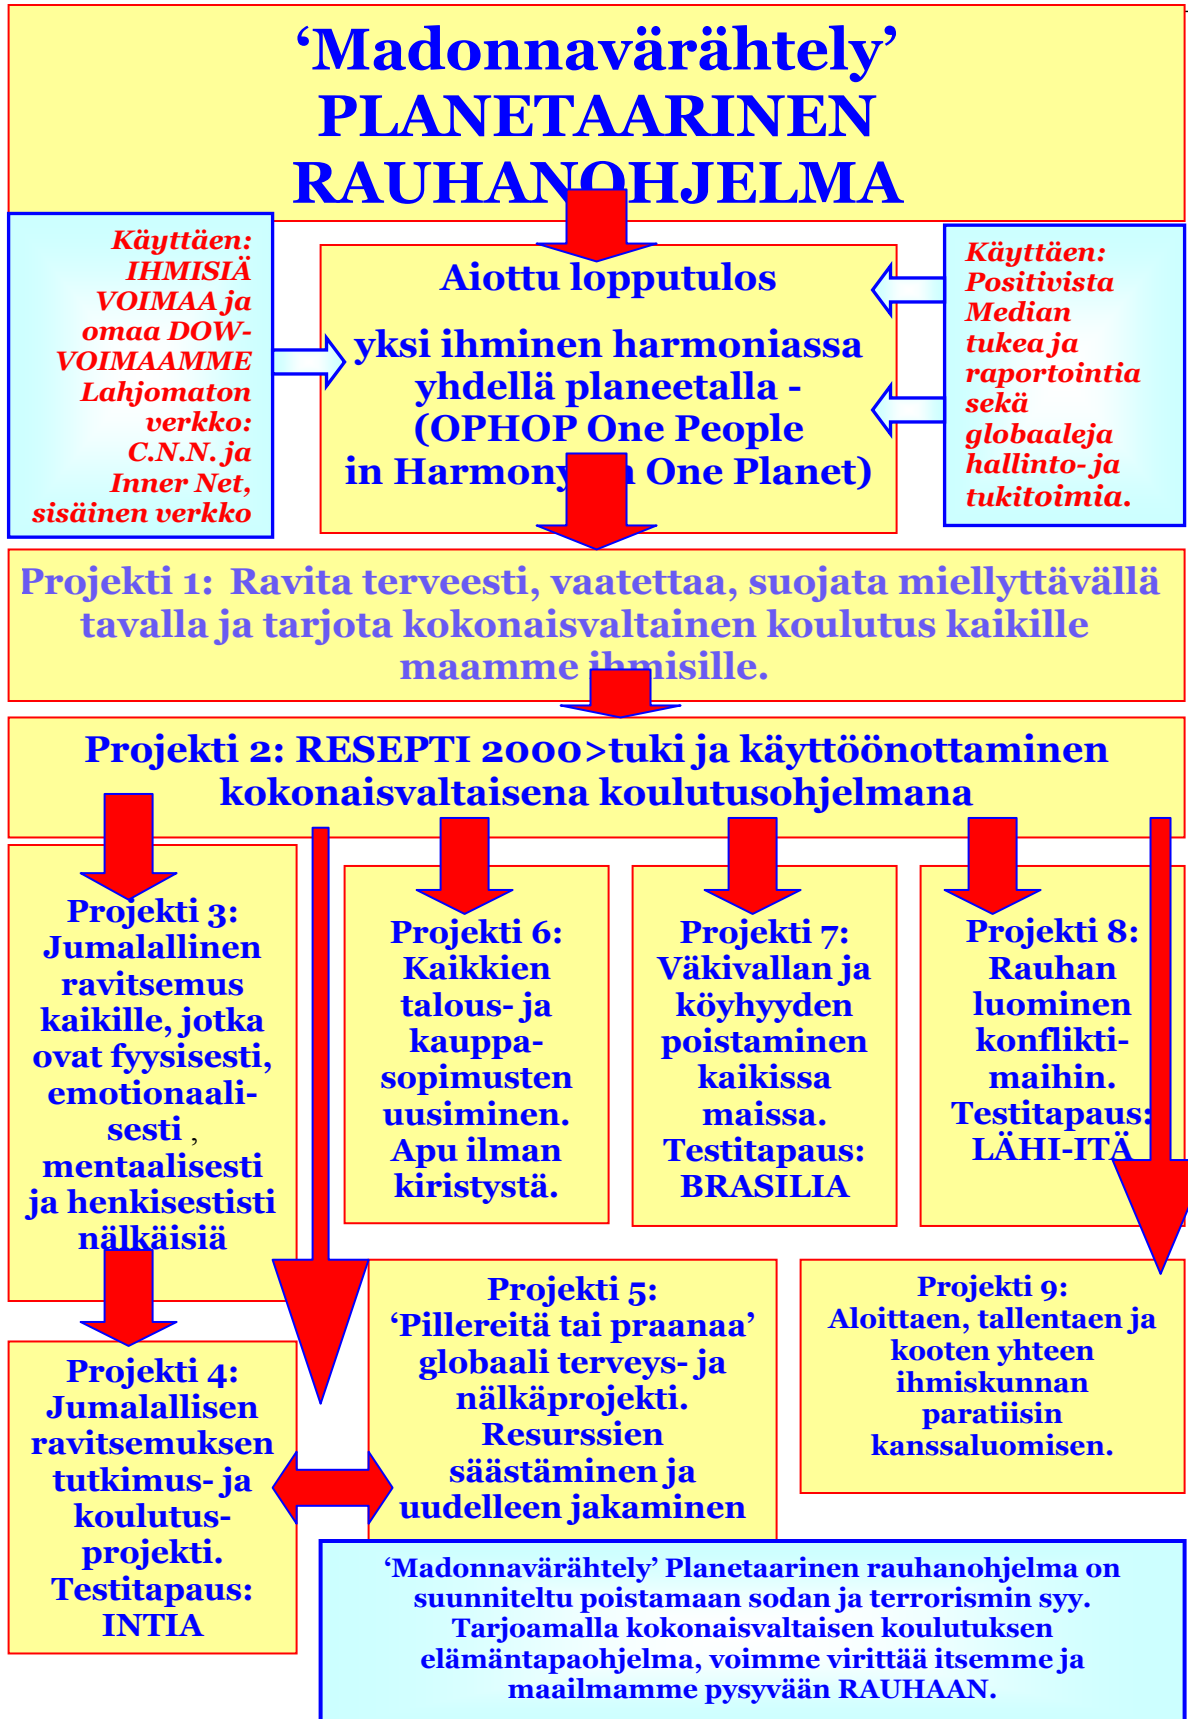 ‘Madonnavärähtely’
PLANETAARINEN
RAUHANOHJELMA
Käyttäen:
IHMISIÄ
VOIMAA ja
omaa DOW-
VOIMAAMME
Lahjomaton
verkko:
C.N.N. ja
Inner Net,
sisäinen verkko
Aiottu lopputulos
yksi ihminen harmoniassa
yhdellä planeetalla -
(OPHOP One People
in Harmony One Planet)
Käyttäen:
Positivista
Median
tukea ja
raportointia
sekä
globaaleja
hallinto- ja
tukitoimia.
Projekti 1: Ravita terveesti, vaatettaa, suojata miellyttävällä
tavalla ja tarjota kokonaisvaltainen koulutus kaikille
maamme ihmisille.
Projekti 2: RESEPTI 2000>tuki ja käyttöönottaminen
kokonaisvaltaisena koulutusohjelmana
Projekti 3:
Jumalallinen
ravitsemus
kaikille, jotka
ovat fyysisesti,
emotionaali-
sesti ,
mentaalisesti
ja henkisestisti
nälkäisiä
Projekti 6:
Kaikkien
talous- ja
kauppa-
sopimusten
uusiminen.
Apu ilman
kiristystä.
Projekti 7:
Väkivallan ja
köyhyyden
poistaminen
kaikissa
maissa.
Testitapaus:
BRASILIA
Projekti 8:
Rauhan
luominen
konflikti-
maihin.
Testitapaus:
LÄHI-ITÄ
Projekti 4:
Jumalallisen
ravitsemuksen
tutkimus- ja
koulutus-
projekti.
Testitapaus:
INTIA
Projekti 5:
‘Pillereitä tai praanaa’
globaali terveys- ja
nälkäprojekti.
Resurssien
säästäminen ja
uudelleen jakaminen
Projekti 9:
Aloittaen, tallentaen ja
kooten yhteen
ihmiskunnan
paratiisin
kanssaluomisen.
‘Madonnavärähtely’ Planetaarinen rauhanohjelma on
suunniteltu poistamaan sodan ja terrorismin syy.
Tarjoamalla kokonaisvaltaisen koulutuksen
elämäntapaohjelma, voimme virittää itsemme ja
maailmamme pysyvään RAUHAAN.